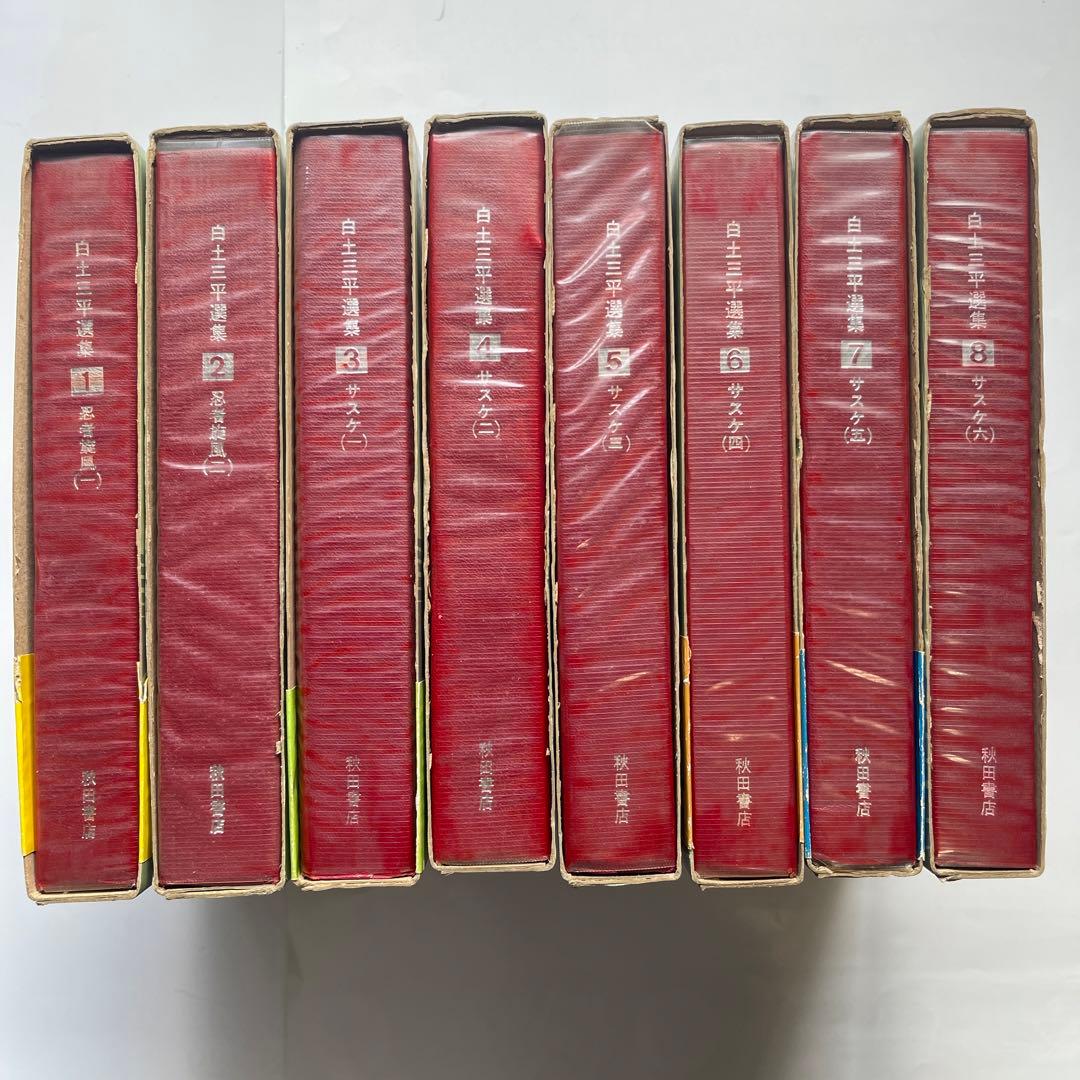 白土三平選集 1 忍者旋風(一)
秋田書店
白土三平選集 2 忍者旋風(二)
秋田書店
白土三平選集 3 サスケ(一)
秋田書店
白土三平選集 4 サスケ(二)
秋田書店
白土三平選集 5 サスケ(三)
秋田書店
白土三平選集 6 サスケ(四)
秋田書店
白土三平選集 7 サスケ(五)
秋田書店
白土三平選集 8 サスケ(六)
秋田書店